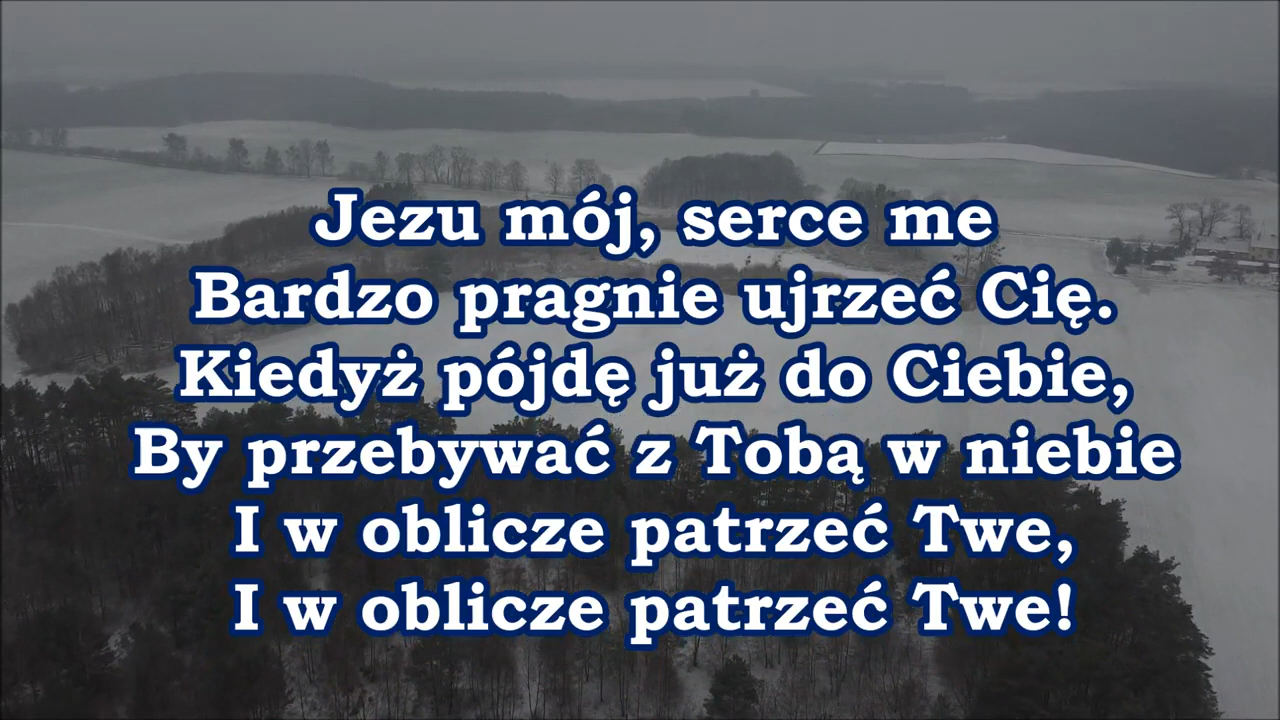 Jezu mój, serce me
Bardzo pragnie ujrzeć Cię.
Kiedyż pójdę już do Ciebie,
By przebywać z Tobą w niebie
I w oblicze patrzeć Twe,
I w oblicze patrzeć Twe!